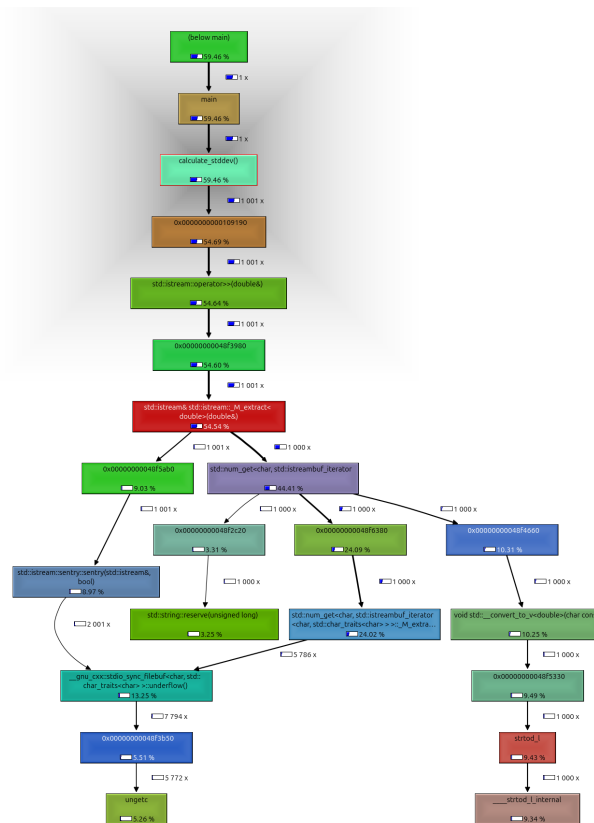 (below main)
59.46 %
1 x
main
59.46 %
1 x
calculate_stddev()
59.46 %
1 001 x
0x0000000000109190
54.69 %
1 001 x
std::istream::operator>>(double&)
54.64 %
1 001 x
0x00000000048f3980
54.60 %
1 001 x
std::istream& std::istream::_M_extract<
double>(double&)
54.54 %
1 001 x
1 000 x
0x00000000048f5ab0
9.03 %
std::num_get<char, std::istreambuf_iterator
44.41 %
1 001 x
1 000 x
1 000 x
1 000 x
0x00000000048f2c20
3.31 %
0x00000000048f6380
24.09 %
0x00000000048f4660
10.31 %
std::istream::sentry::sentry(std::istream&,
bool)
8.97 %
1 000 x
1 000 x
1 000 x
std::string::reserve(unsigned long)
3.25 %
std::num_get<char, std::istreambuf_iterator
<char, std::char_traits<char> > >::_M_extra...
24.02 %
void std::__convert_to_v<double>(char con
10.25 %
2 001 x
5 786 x
1 000 x
__gnu_cxx::stdio_sync_filebuf<char, std::
char_traits<char> >::underflow()
13.25 %
0x00000000048f5330
9.49 %
7 794 x
1 000 x
0x00000000048f3b50
5.51 %
strtod_l
9.43 %
5 772 x
1 000 x
ungetc
5.26 %
____strtod_l_internal
9.34 %